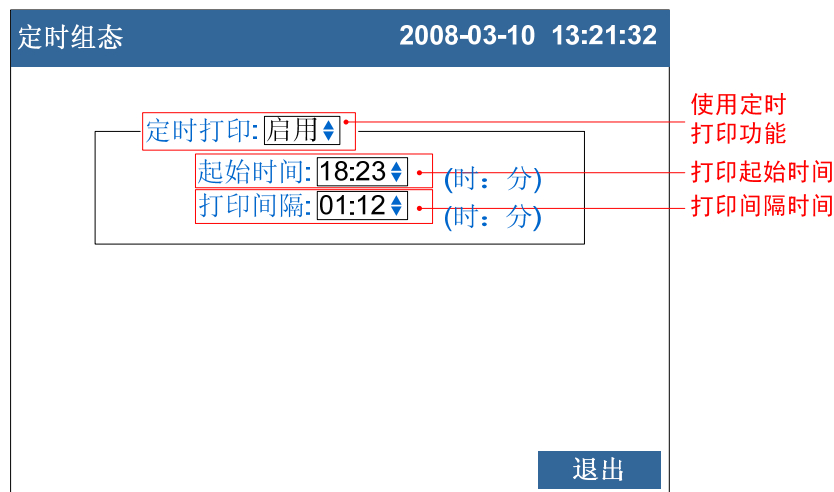 定时组态 2008-03-10 13:21:32
使用定时
打印功能
定时打印: 启用
起始时间: 18:23 (时：分)
打印起始时间
打印间隔: 01:12 (时：分)
打印间隔时间
退出